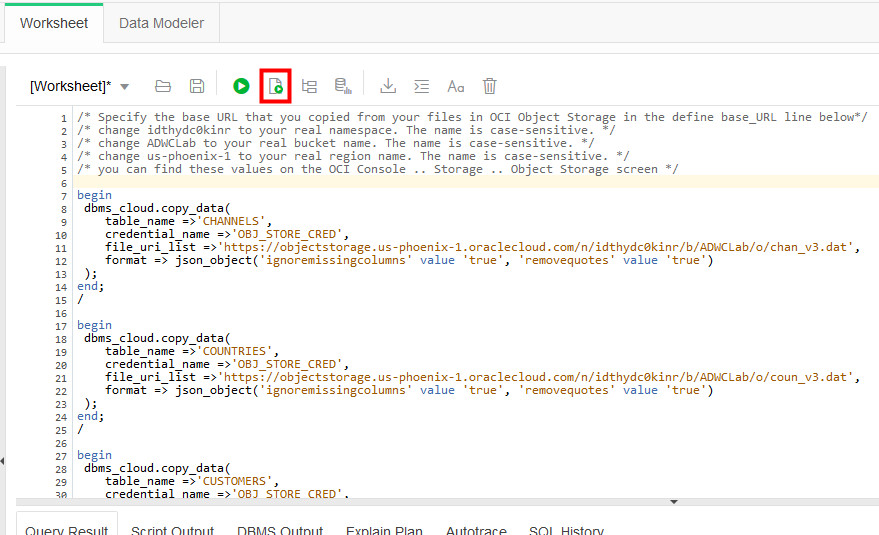 Worksheet Data Modeler
[Worksheet]* Aa
1 /* Specify the base URL that you copied from your files in OCI Object Storage in the define base_URL line below*/
2 /* change idthydc0kinr to your real namespace. The name is case-sensitive. */
3 /* change ADWCLab to your real bucket name. The name is case-sensitive. */
4 /* change us-phoenix-1 to your real region name. The name is case-sensitive. */
5 /* you can find these values on the OCI Console .. Storage .. Object Storage screen */
6
7 begin
8 dbms_cloud.copy_data(
9 table_name =>'CHANNELS',
10 credential_name =>'OBJ_STORE_CRED',
11 file_uri_list =>'https://objectstorage.us-phoenix-1.oraclecloud.com/n/idthydc0kinr/b/ADWCLab/o/chan_v3.dat',
12 format => json_object('ignoremissingcolumns' value 'true', 'removequotes' value 'true')
13 );
14 end;
15 /
16
17 begin
18 dbms_cloud.copy_data(
19 table_name =>'COUNTRIES',
20 credential_name =>'OBJ_STORE_CRED',
21 file_uri_list =>'https://objectstorage.us-phoenix-1.oraclecloud.com/n/idthydc0kinr/b/ADWCLab/o/coun_v3.dat',
22 format => json_object('ignoremissingcolumns' value 'true', 'removequotes' value 'true')
23 );
24 end;
25 /
26
27 begin
28 dbms_cloud.copy_data(
29 table_name =>'CUSTOMERS',
30 credential_name =>'OBJ_STORE_CRED',
Query Result Script Output DBMS Output Explain Plan Autotrace SQL History